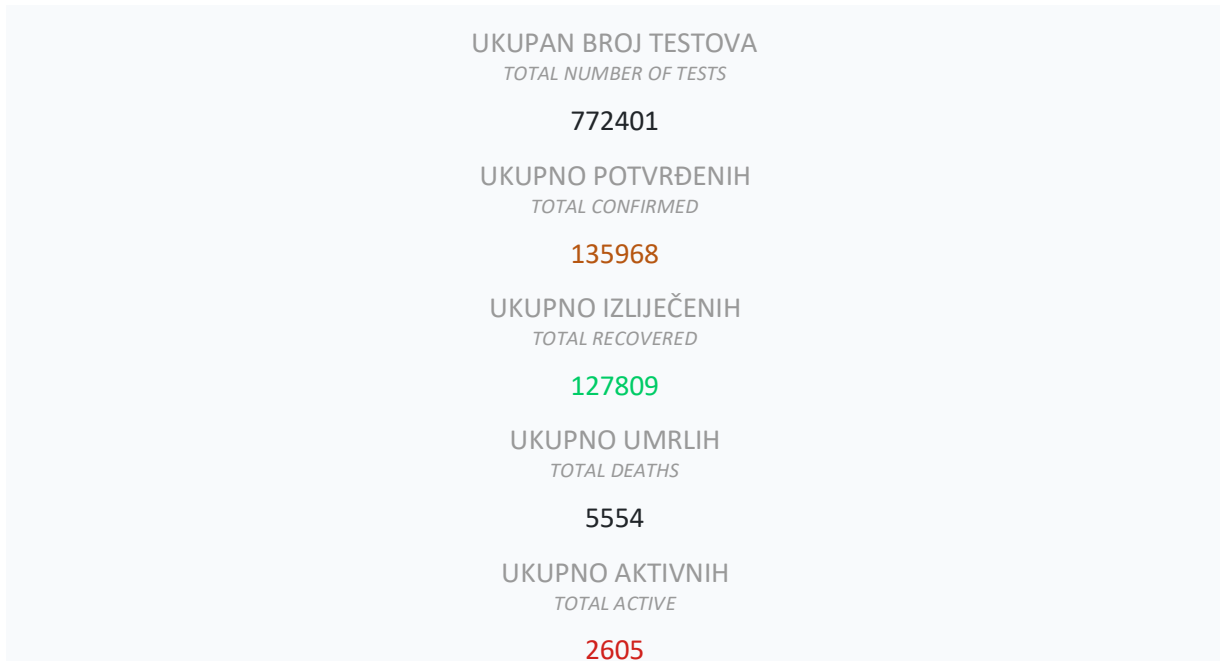 UKUPAN BROJ TESTOVA
TOTAL NUMBER OF TESTS
772401
UKUPNO POTVRĐENIH
TOTAL CONFIRMED
135968
UKUPNO IZLIJEČENIH
TOTAL RECOVERED
127809
UKUPNO UMRLIH
TOTAL DEATHS
5554
UKUPNO AKTIVNIH
TOTAL ACTIVE
2605